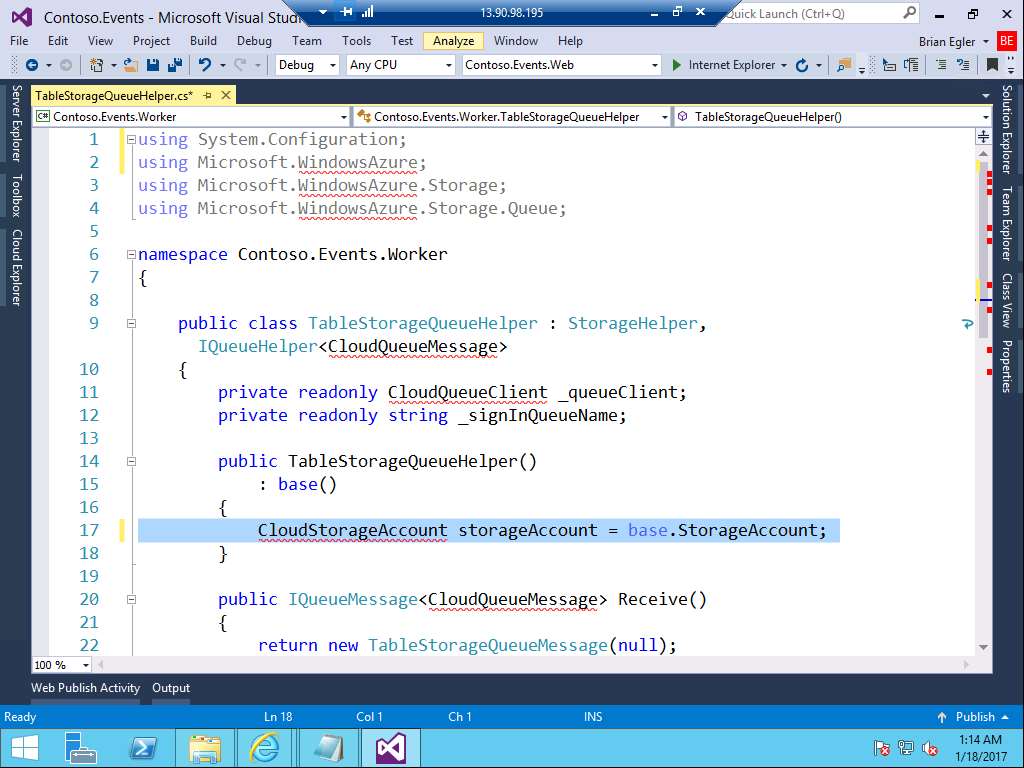 Contoso.Events - Microsoft Visual Stud
13.90.98.195
Quick Launch (Ctrl+Q)
File Edit View Project Build Debug Team Tools Test Analyze Window Help
Brian Egler BE
Debug Any CPU Contoso.Events.Web Internet Explorer
TableStorageQueueHelper.cs*
C# Contoso.Events.Worker Contoso.Events.Worker.TableStorageQueueHelper TableStorageQueueHelper()
Server Explorer
Toolbox
Cloud Explorer
1 using System.Configuration;
2 using Microsoft.WindowsAzure;
3 using Microsoft.WindowsAzure.Storage;
4 using Microsoft.WindowsAzure.Storage.Queue;
5
6 namespace Contoso.Events.Worker
7 {
8
9 public class TableStorageQueueHelper : StorageHelper,
IQueueHelper<CloudQueueMessage>
10 {
11 private readonly CloudQueueClient _queueClient;
12 private readonly string _signInQueueName;
13
14 public TableStorageQueueHelper()
15 : base()
16 {
17 CloudStorageAccount storageAccount = base.StorageAccount;
18 }
19
20 public IQueueMessage<CloudQueueMessage> Receive()
21 {
22 return new TableStorageQueueMessage(null);
Solution Explorer
Team Explorer
Class View
Properties
100 %
Web Publish Activity Output
Ready Ln 18 Col 1 Ch 1 INS Publish
1:14 AM
1/18/2017